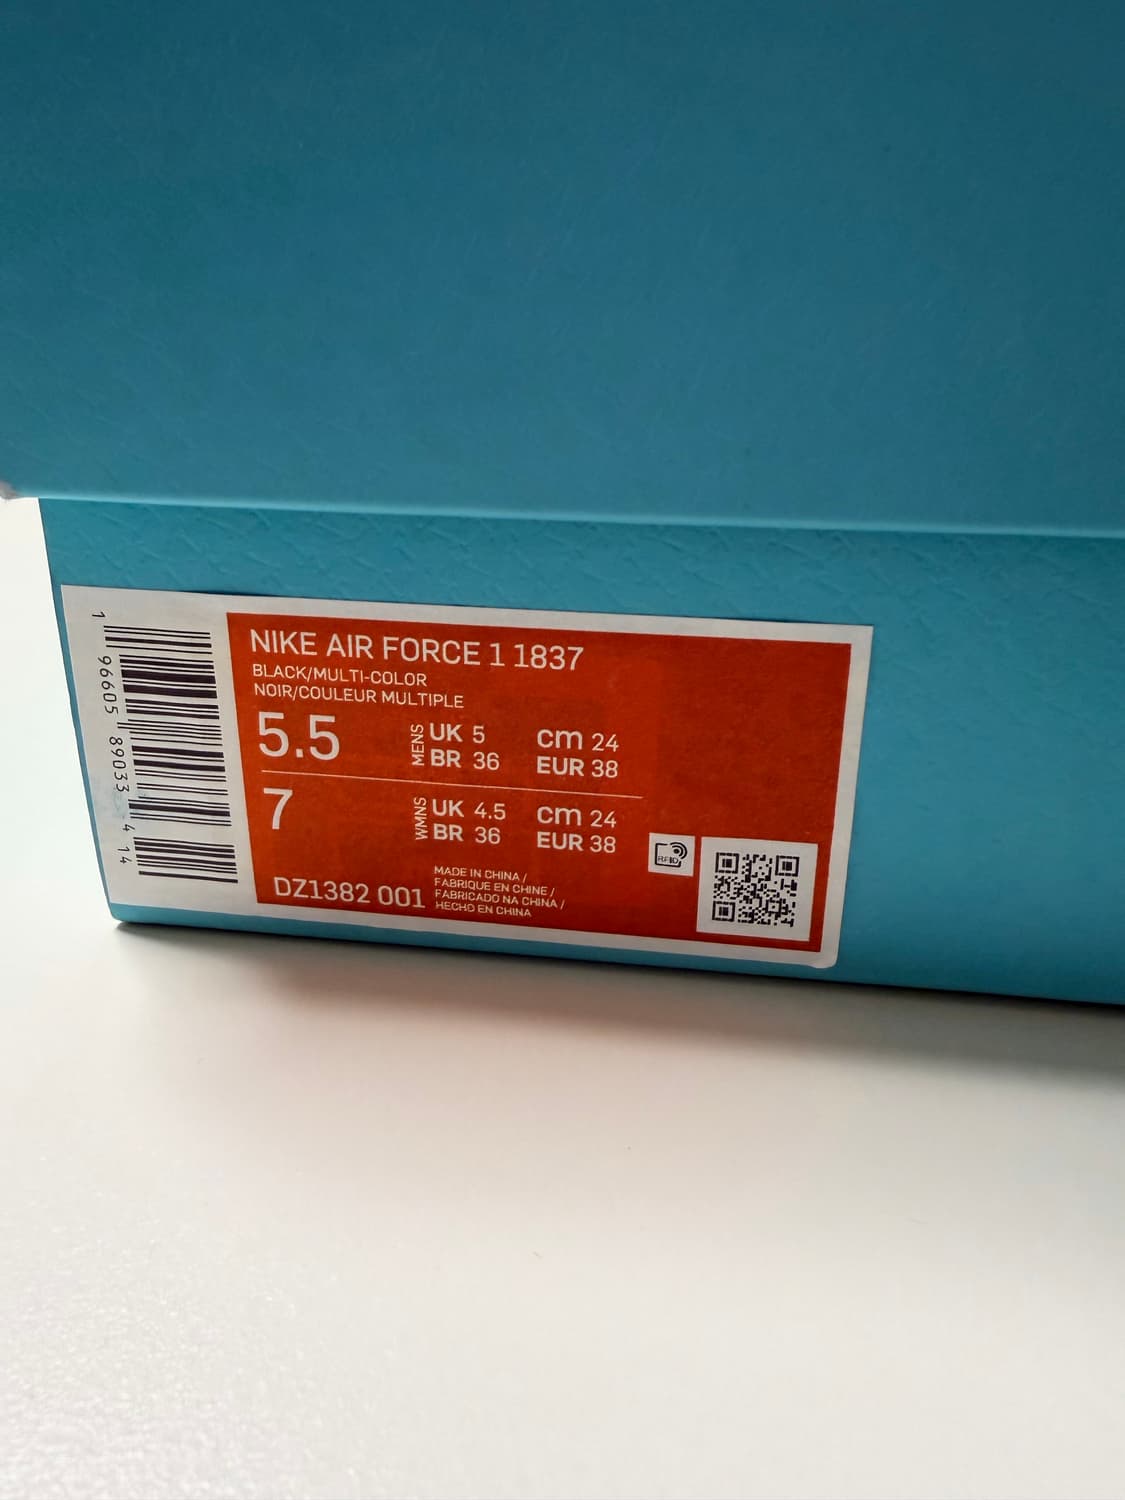 1 96605 89033 4 14
NIKE AIR FORCE 1 1837
BLACK/MULTI-COLOR
NOIR/COULEUR MULTIPLE
5.5 MENS UK 5 cm 24
BR 36 EUR 38
7 WMNS UK 4.5 cm 24
BR 36 EUR 38
RFID
DZ1382 001
MADE IN CHINA /
FABRIQUE EN CHINE /
FABRICADO NA CHINA /
HECHO EN CHINA